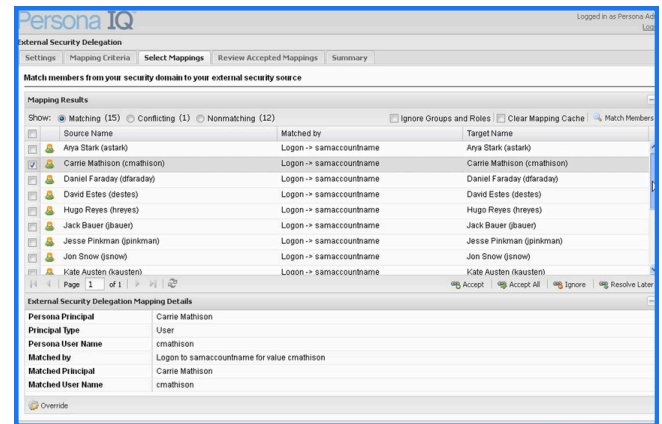 Persona IQ
Logged in as Persona Ad
Log
External Security Delegation
Settings Mapping Criteria Select Mappings Review Accepted Mappings Summary
Match members from your security domain to your external security source
Mapping Results
Show: Matching (15) Conflicting (1) Nonmatching (12) Ignore Groups and Roles Clear Mapping Cache Match Members
Source Name Matched by Target Name
Arya Stark (astark) Logon -> samaccountname Arya Stark (astark)
Carrie Mathison (cmathison) Logon -> samaccountname Carrie Mathison (cmathison)
Daniel Faraday (dfaraday) Logon -> samaccountname Daniel Faraday (dfaraday)
David Estes (destes) Logon -> samaccountname David Estes (destes)
Hugo Reyes (hreyes) Logon -> samaccountname Hugo Reyes (hreyes)
Jack Bauer (jbauer) Logon -> samaccountname Jack Bauer (jbauer)
Jesse Pinkman (jpinkman) Logon -> samaccountname Jesse Pinkman (jpinkman)
Jon Snow (jsnow) Logon -> samaccountname Jon Snow (jsnow)
Kate Austen (kausten) Logon -> samaccountname Kate Austen (kausten)
Page 1 of 1 Accept Accept All Ignore Resolve Later
External Security Delegation Mapping Details
Persona Principal Carrie Mathison
Principal Type User
Persona User Name cmathison
Matched by Logon to samaccountname for value cmathison
Matched Principal Carrie Mathison
Matched User Name cmathison
Override